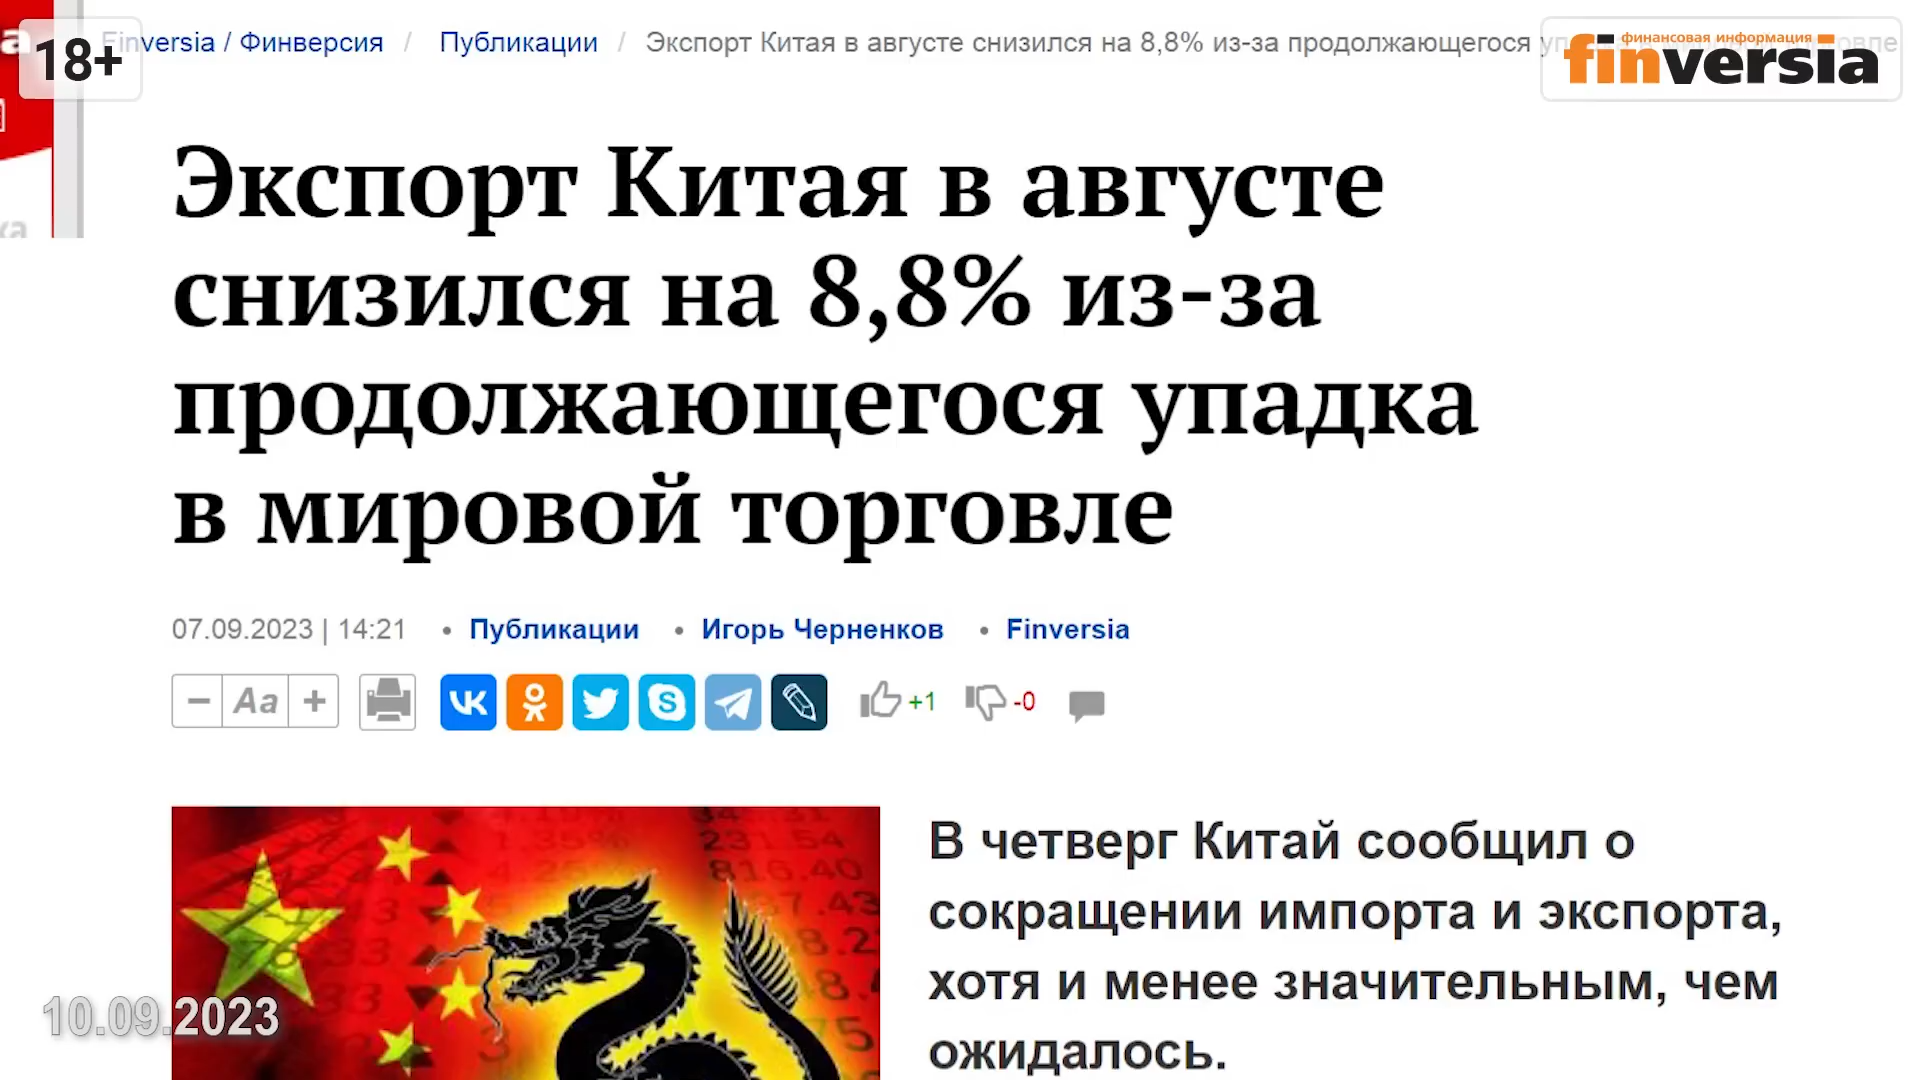 18+
Finversia / Финверсия / Публикации / Экспорт Китая в августе снизился на 8,8% из-за продолжающегося
финансовая информация
finversia
Экспорт Китая в августе
снизился на 8,8% из-за
продолжающегося упадка
в мировой торговле
07.09.2023 | 14:21 • Публикации • Игорь Черненков • Finversia
− Aa + +1 -0
В четверг Китай сообщил о
сокращении импорта и экспорта,
хотя и менее значительным, чем
ожидалось.
10.09.2023